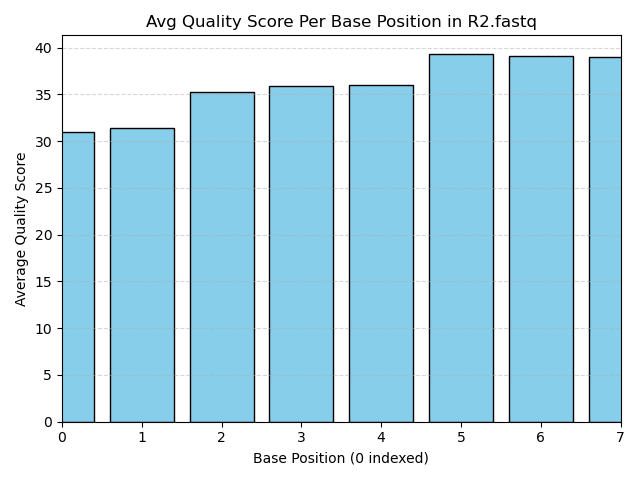 Avg Quality Score Per Base Position in R2.fastq
Average Quality Score
40
35
30
25
20
15
10
5
0
0 1 2 3 4 5 6 7
Base Position (0 indexed)